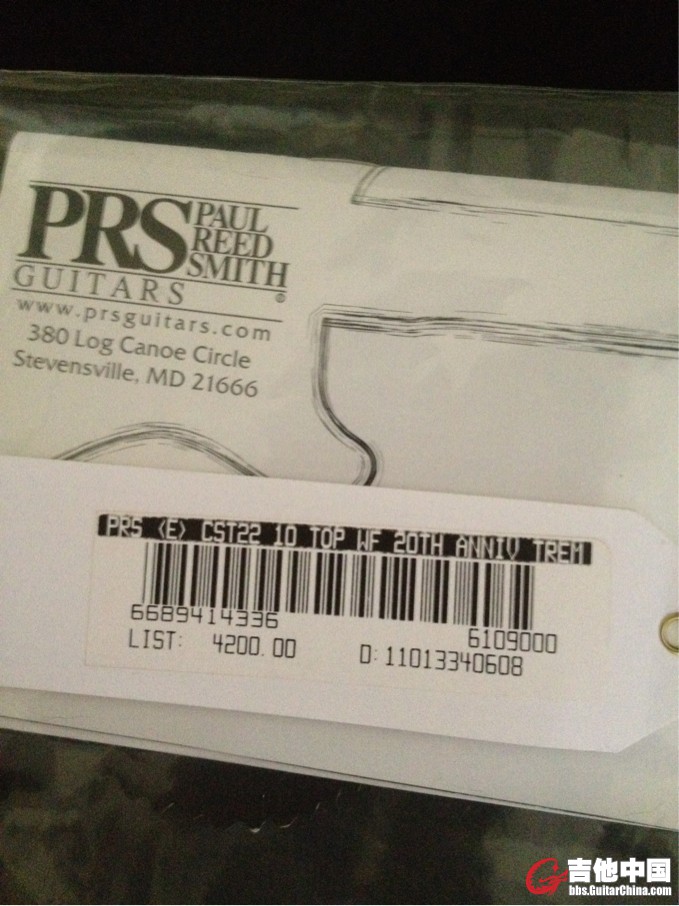 PRS PAUL
REED
SMITH
GUITARS ®
www.prsguitars.com
380 Log Canoe Circle
Stevensville, MD 21666
PRS <E> CST22 10 TOP WF 20TH ANNIV TREM
6689414336
6109000
LIST: 4200.00 D:11013340608
吉他中国
bbs.GuitarChina.com